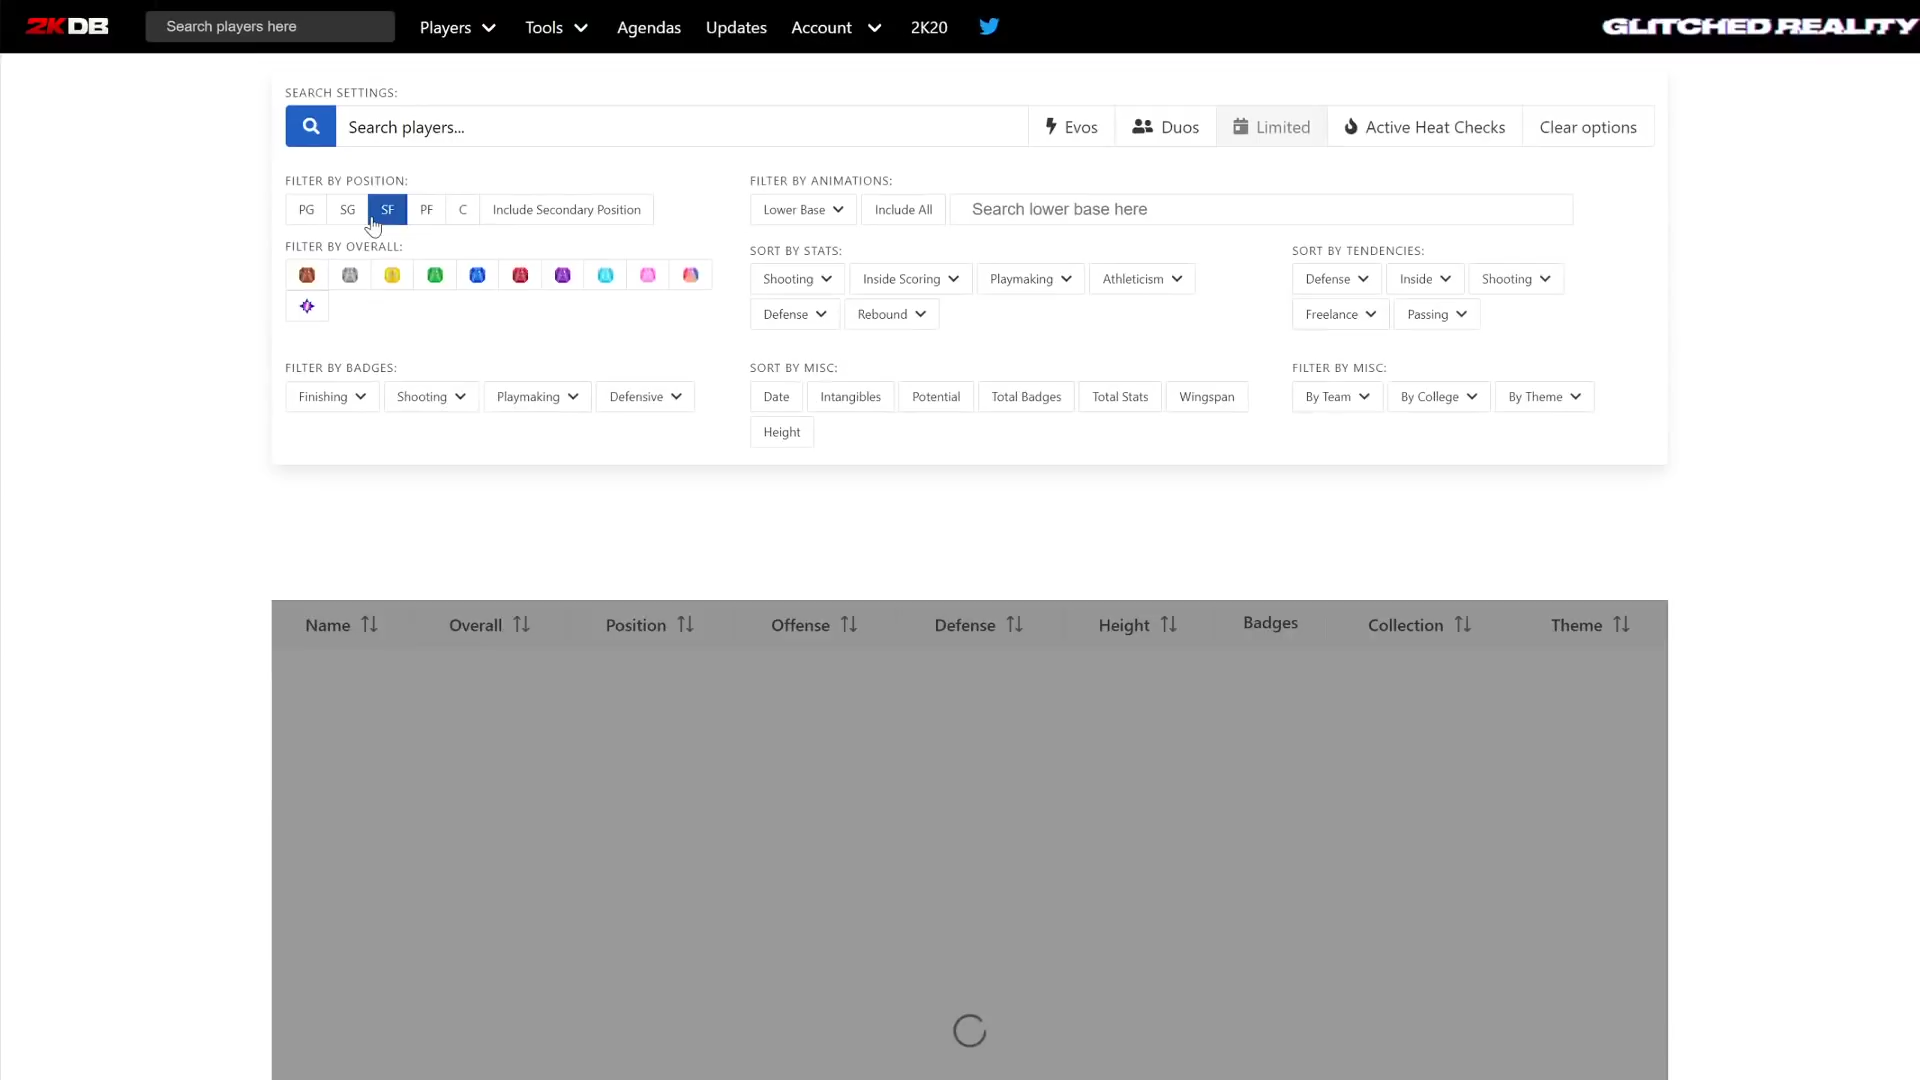 2KDB Search players here Players Tools Agendas Updates Account 2K20 GLITCHED REALITY
SEARCH SETTINGS:
Search players... Evos Duos Limited Active Heat Checks Clear options
FILTER BY POSITION: FILTER BY ANIMATIONS:
PG SG SF PF C Include Secondary Position Lower Base Include All Search lower base here
FILTER BY OVERALL: SORT BY STATS: SORT BY TENDENCIES:
Shooting Inside Scoring Playmaking Athleticism Defense Inside Shooting
Defense Rebound Freelance Passing
FILTER BY BADGES: SORT BY MISC: FILTER BY MISC:
Finishing Shooting Playmaking Defensive Date Intangibles Potential Total Badges Total Stats Wingspan By Team By College By Theme
Height
Name Overall Position Offense Defense Height Badges Collection Theme